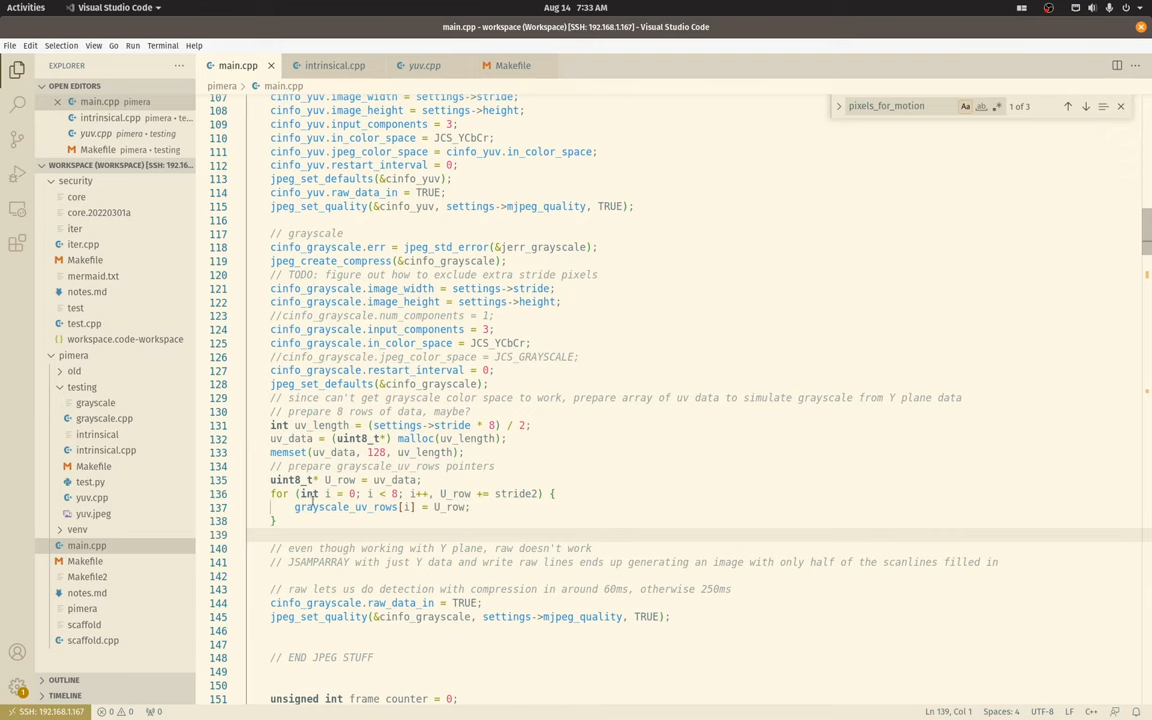 Activities
Visual Studio Code
Aug 14 7:33 AM
main.cpp - workspace (Workspace) [SSH: 192.168.1.167] - Visual Studio Code
File Edit Selection View Go Run Terminal Help
EXPLORER
OPEN EDITORS
main.cpp pimera
intrinsical.cpp pimera • te...
yuv.cpp pimera • testing
Makefile pimera • testing
WORKSPACE (WORKSPACE) [SSH: 192.16...
security
core
core.20220301a
iter
iter.cpp
Makefile
mermaid.txt
notes.md
test
test.cpp
workspace.code-workspace
pimera
old
testing
grayscale
grayscale.cpp
intrinsical
intrinsical.cpp
Makefile
test.py
yuv.cpp
yuv.jpeg
venv
main.cpp
Makefile
Makefile2
notes.md
pimera
scaffold
scaffold.cpp
OUTLINE
TIMELINE
main.cpp
intrinsical.cpp
yuv.cpp
Makefile
pimera > main.cpp
pixels_for_motion
Aa ab
1 of 3
107 cinfo_yuv.image_width = settings->stride;
108 cinfo_yuv.image_height = settings->height;
109 cinfo_yuv.input_components = 3;
110 cinfo_yuv.in_color_space = JCS_YCbCr;
111 cinfo_yuv.jpeg_color_space = cinfo_yuv.in_color_space;
112 cinfo_yuv.restart_interval = 0;
113 jpeg_set_defaults(&cinfo_yuv);
114 cinfo_yuv.raw_data_in = TRUE;
115 jpeg_set_quality(&cinfo_yuv, settings->mjpeg_quality, TRUE);
116
117 // grayscale
118 cinfo_grayscale.err = jpeg_std_error(&jerr_grayscale);
119 jpeg_create_compress(&cinfo_grayscale);
120 // TODO: figure out how to exclude extra stride pixels
121 cinfo_grayscale.image_width = settings->stride;
122 cinfo_grayscale.image_height = settings->height;
123 //cinfo_grayscale.num_components = 1;
124 cinfo_grayscale.input_components = 3;
125 cinfo_grayscale.in_color_space = JCS_YCbCr;
126 //cinfo_grayscale.jpeg_color_space = JCS_GRAYSCALE;
127 cinfo_grayscale.restart_interval = 0;
128 jpeg_set_defaults(&cinfo_grayscale);
129 // since can't get grayscale color space to work, prepare array of uv data to simulate grayscale from Y plane data
130 // prepare 8 rows of data, maybe?
131 int uv_length = (settings->stride * 8) / 2;
132 uv_data = (uint8_t*) malloc(uv_length);
133 memset(uv_data, 128, uv_length);
134 // prepare grayscale_uv_rows pointers
135 uint8_t* U_row = uv_data;
136 for (int i = 0; i < 8; i++, U_row += stride2) {
137 grayscale_uv_rows[i] = U_row;
138 }
139
140 // even though working with Y plane, raw doesn't work
141 // JSAMPARRAY with just Y data and write raw lines ends up generating an image with only half of the scanlines filled in
142
143 // raw lets us do detection with compression in around 60ms, otherwise 250ms
144 cinfo_grayscale.raw_data_in = TRUE;
145 jpeg_set_quality(&cinfo_grayscale, settings->mjpeg_quality, TRUE);
146
147
148 // END JPEG STUFF
149
150
151 unsigned int frame_counter = 0;
1
SSH: 192.168.1.167
0 0
0
Ln 139, Col 1
Spaces: 4
UTF-8
LF
C++